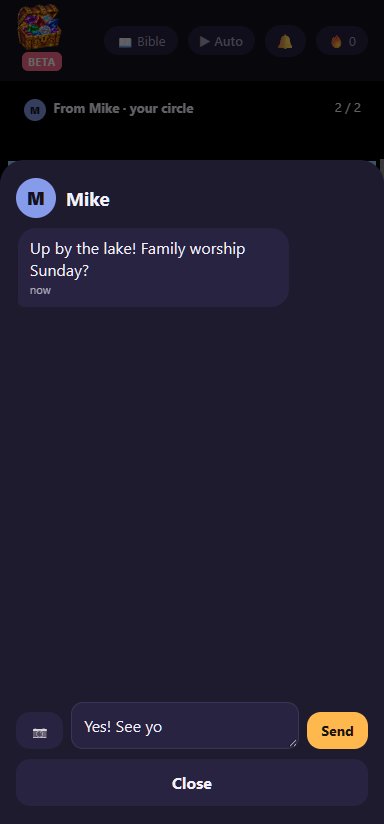 BETA
Bible
Auto
0
M
From Mike · your circle
2 / 2
M
Mike
Up by the lake! Family worship
Sunday?
now
Yes! See yo
Send
Close